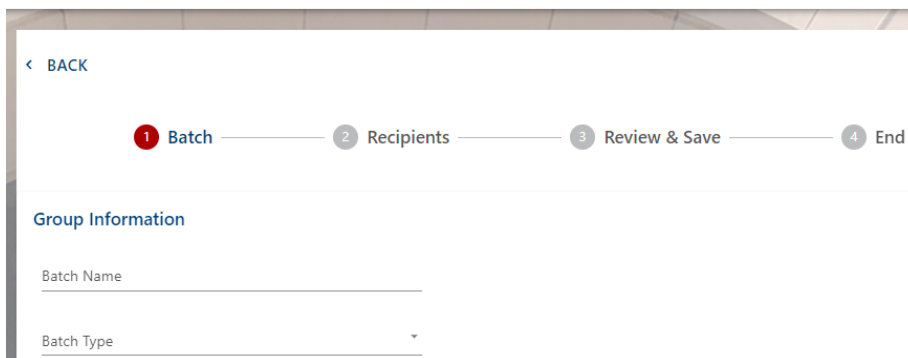 < BACK
1 Batch 2 Recipients 3 Review & Save 4 End
Group Information
Batch Name
Batch Type